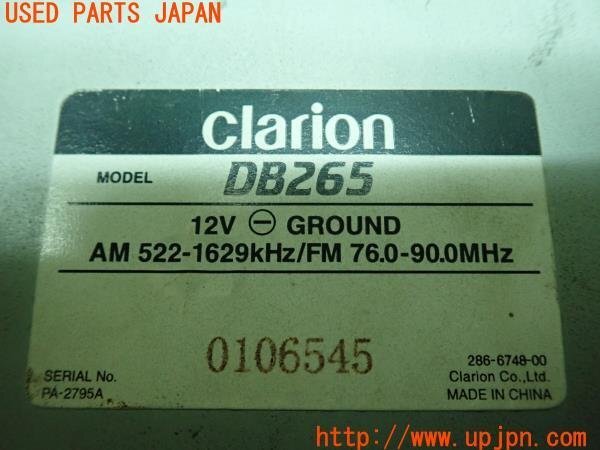 USED PARTS JAPAN
clarion
MODEL DB265
12V ⊖ GROUND
AM 522-1629kHz/FM 76.0-90.0MHz
0106545
SERIAL No.
PA-2795A
286-6748-00
Clarion Co.,Ltd.
MADE IN CHINA
http://www.upjpn.com/